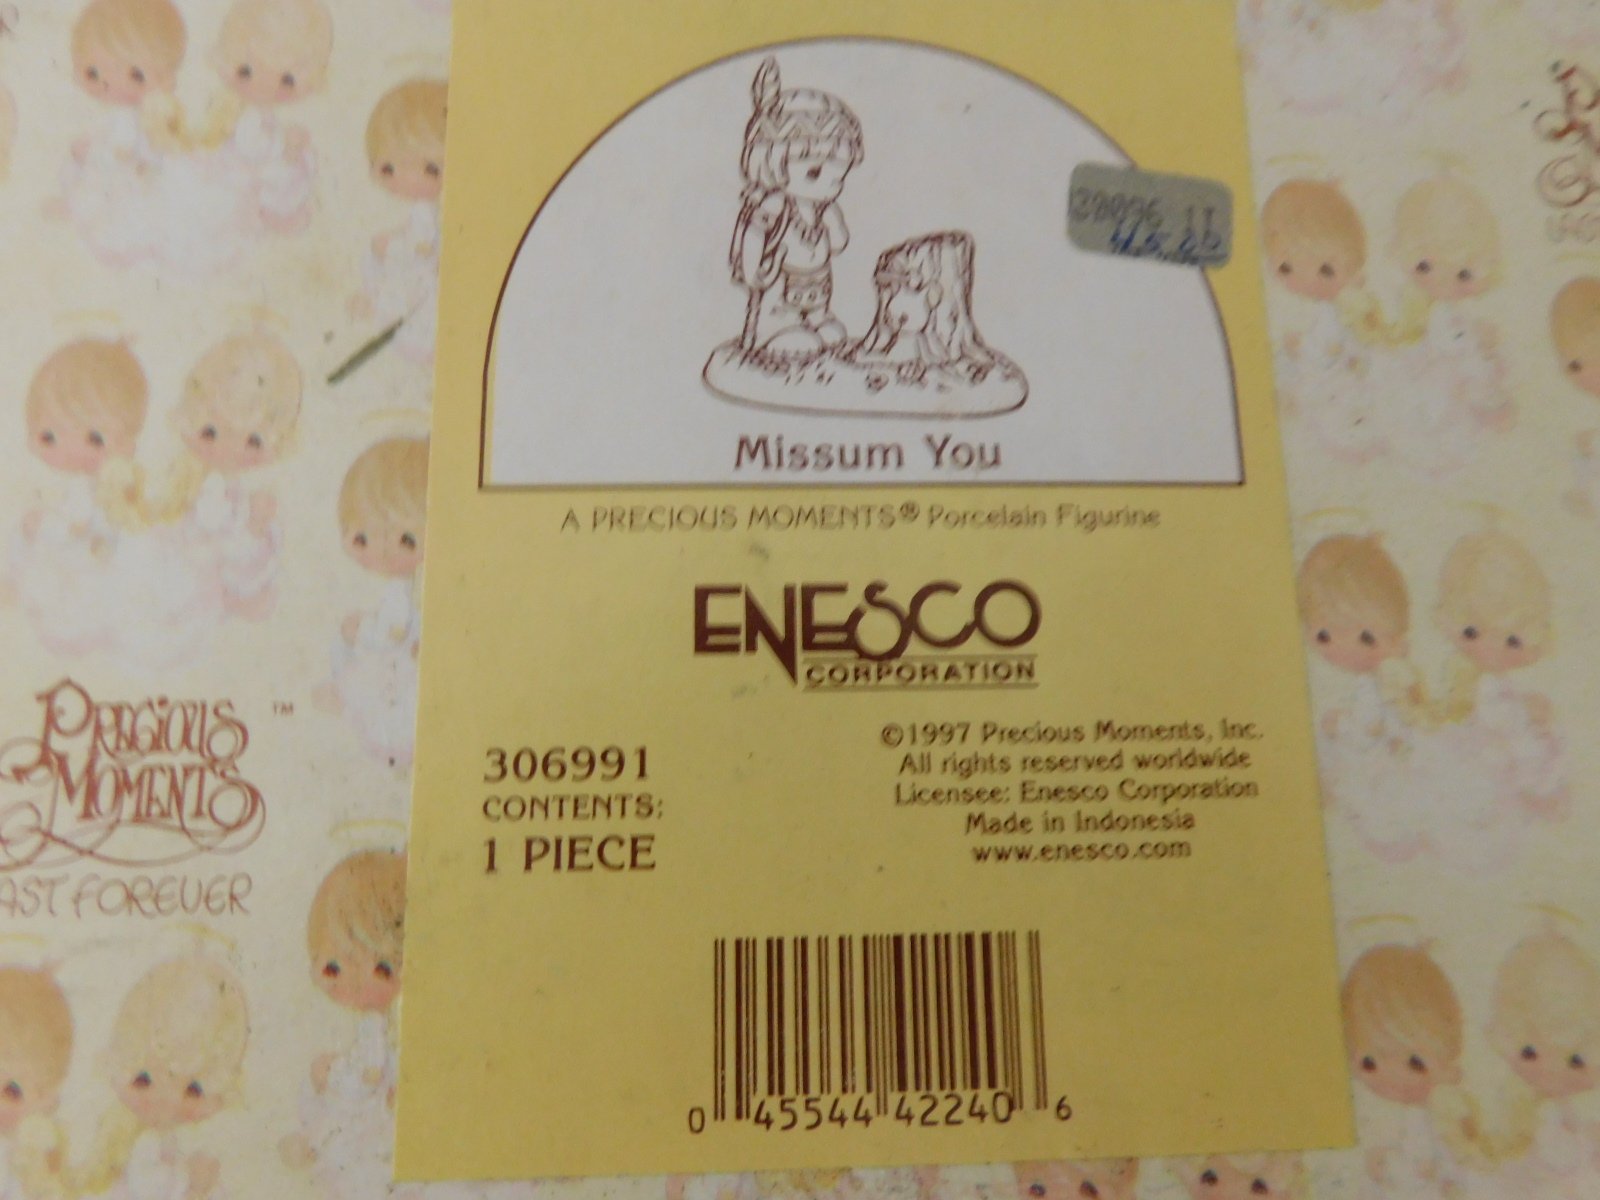 Missum You
A PRECIOUS MOMENTS® Porcelain Figurine
ENESCO
CORPORATION
306991
CONTENTS:
1 PIECE
©1997 Precious Moments, Inc.
All rights reserved worldwide
Licensee: Enesco Corporation
Made in Indonesia
www.enesco.com
0 45544 42240 6
PRECIOUS ™
MOMENTS
FOREVER